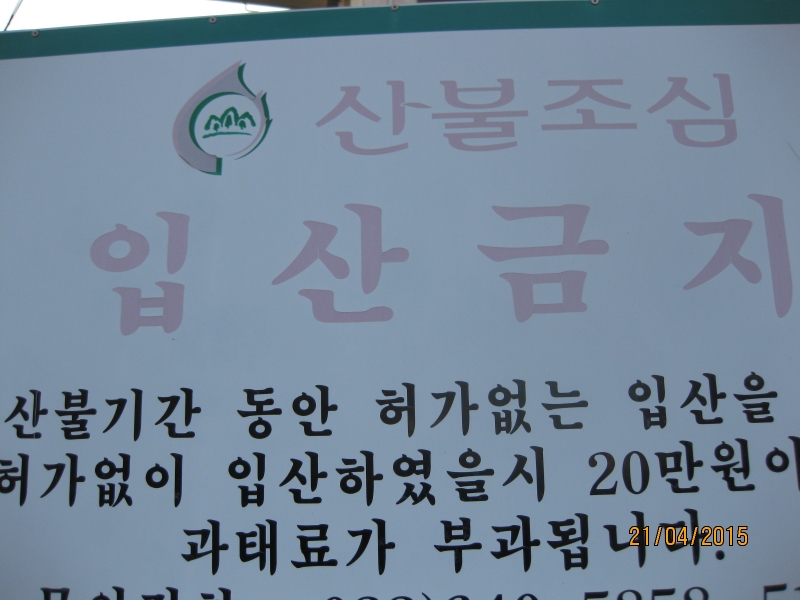 산불조심
입산금지
산불기간 동안 허가없는 입산을
허가없이 입산하였을시 20만원이
과태료가 부과됩니다.
21/04/2015